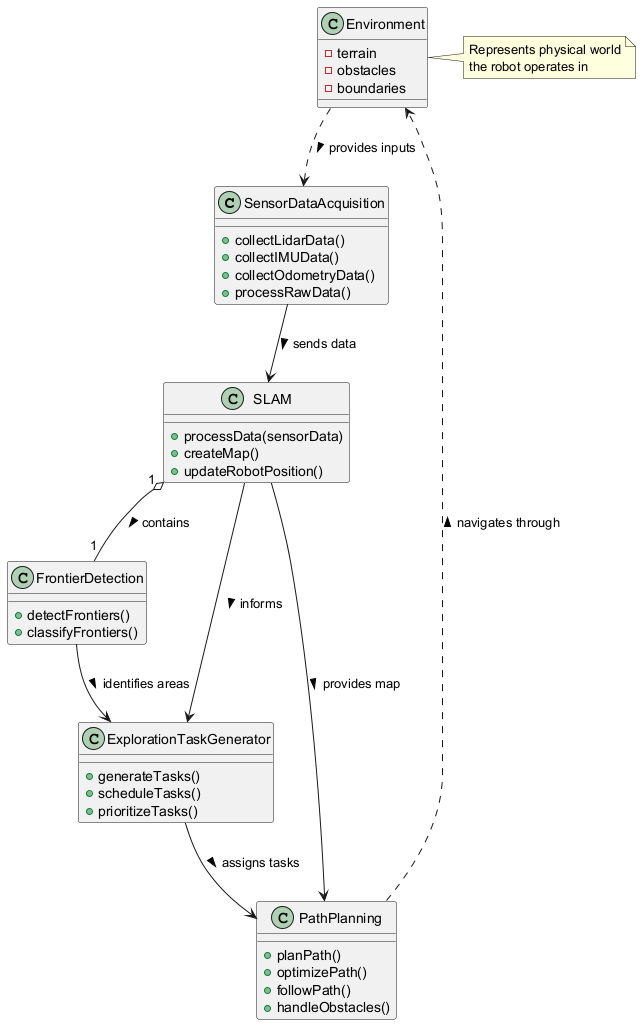 C Environment
terrain
obstacles
boundaries
Represents physical world
the robot operates in
provides inputs
C SensorDataAcquisition
collectLidarData()
collectIMUData()
collectOdometryData()
processRawData()
sends data
C SLAM
processData(sensorData)
createMap()
updateRobotPosition()
1
contains
1
navigates through
C FrontierDetection
detectFrontiers()
classifyFrontiers()
informs
identifies areas
provides map
C ExplorationTaskGenerator
generateTasks()
scheduleTasks()
prioritizeTasks()
assigns tasks
C PathPlanning
planPath()
optimizePath()
followPath()
handleObstacles()